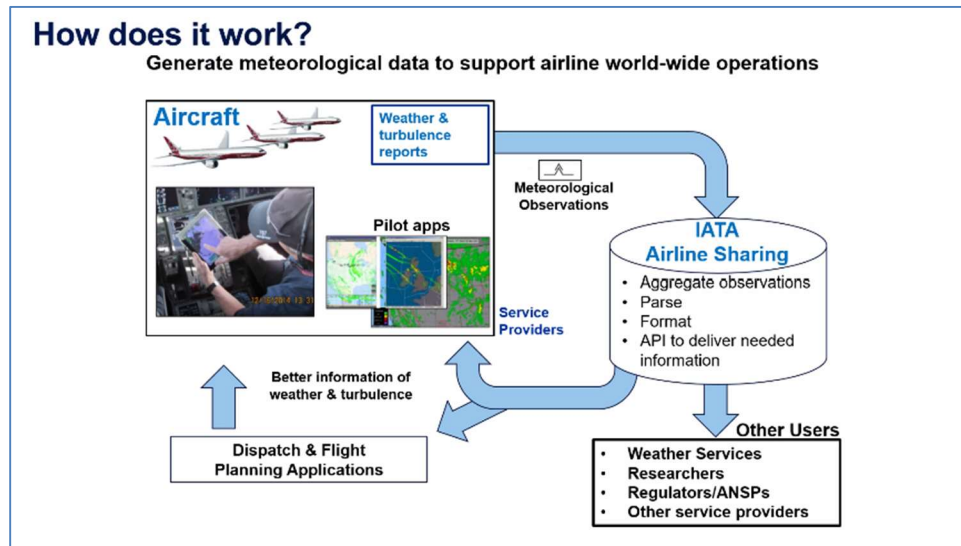 How does it work?
Generate meteorological data to support airline world-wide operations
Aircraft
Weather &
turbulence
reports
Meteorological
Observations
Pilot apps
IATA
Airline Sharing
• Aggregate observations
• Parse
• Format
• API to deliver needed
information
Service
Providers
Better information of
weather & turbulence
Dispatch & Flight
Planning Applications
Other Users
• Weather Services
• Researchers
• Regulators/ANSPs
• Other service providers